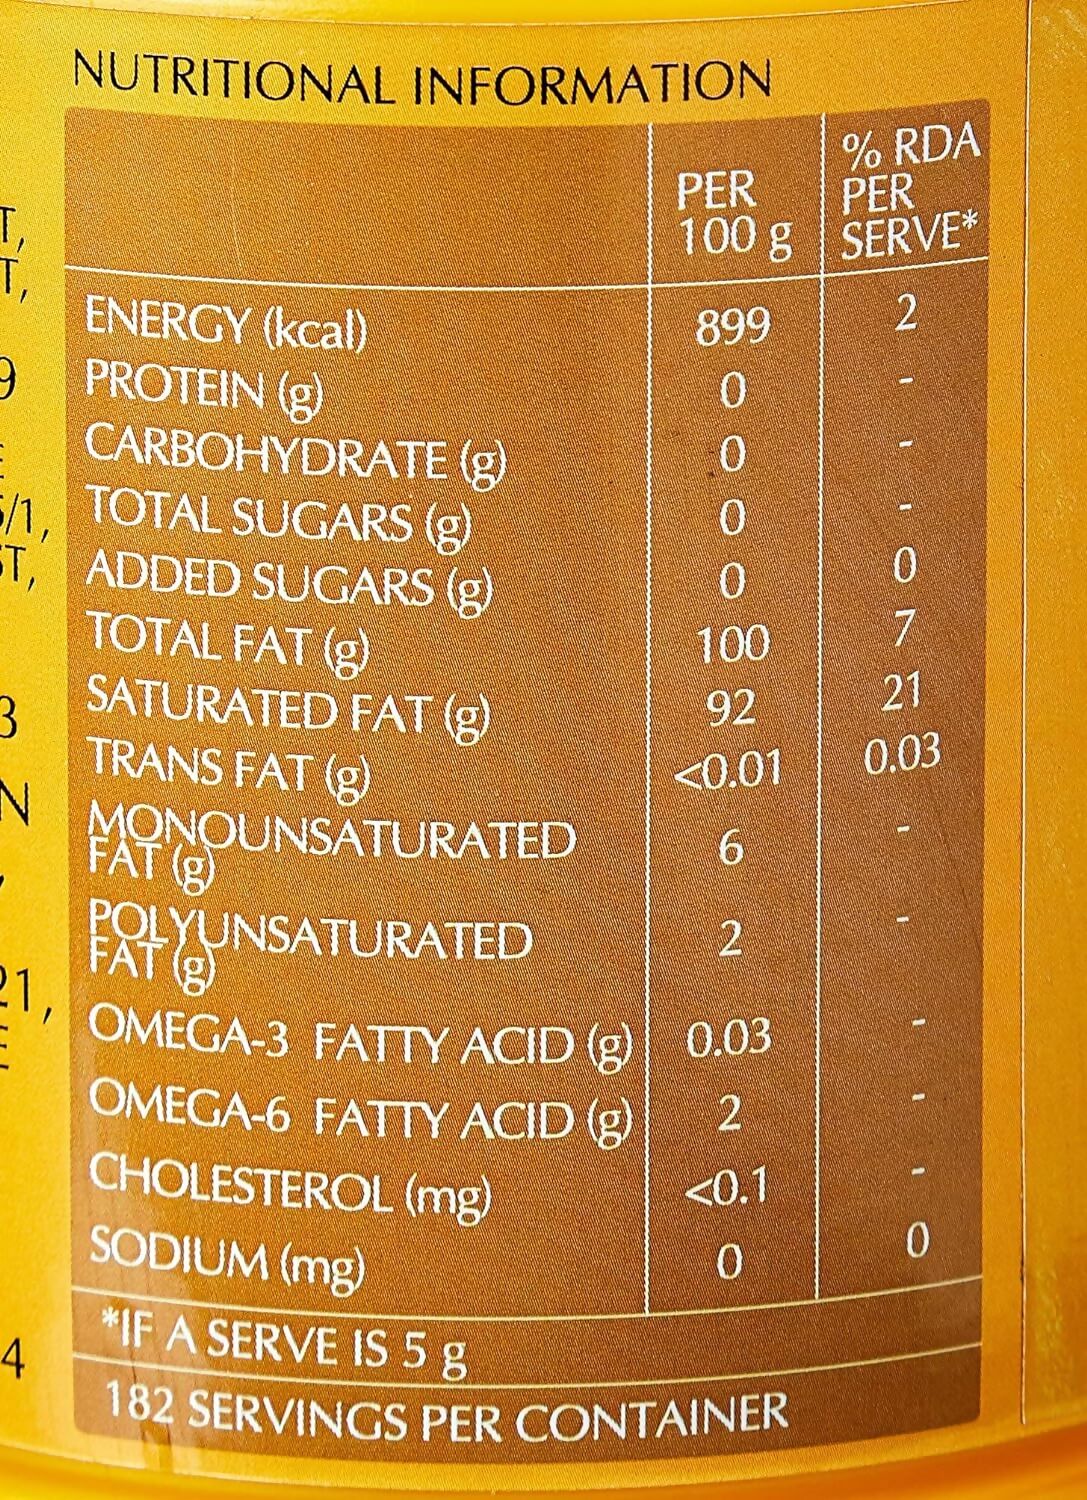 NUTRITIONAL INFORMATION
PER 100 g % RDA PER SERVE*
ENERGY (kcal) 899 2
PROTEIN (g) 0 -
CARBOHYDRATE (g) 0 -
TOTAL SUGARS (g) 0 -
ADDED SUGARS (g) 0 0
TOTAL FAT (g) 100 7
SATURATED FAT (g) 92 21
TRANS FAT (g) <0.01 0.03
MONOUNSATURATED
FAT (g) 6 -
POLYUNSATURATED
FAT (g) 2 -
OMEGA-3 FATTY ACID (g) 0.03 -
OMEGA-6 FATTY ACID (g) 2 -
CHOLESTEROL (mg) <0.1 -
SODIUM (mg) 0 0
*IF A SERVE IS 5 g
182 SERVINGS PER CONTAINER